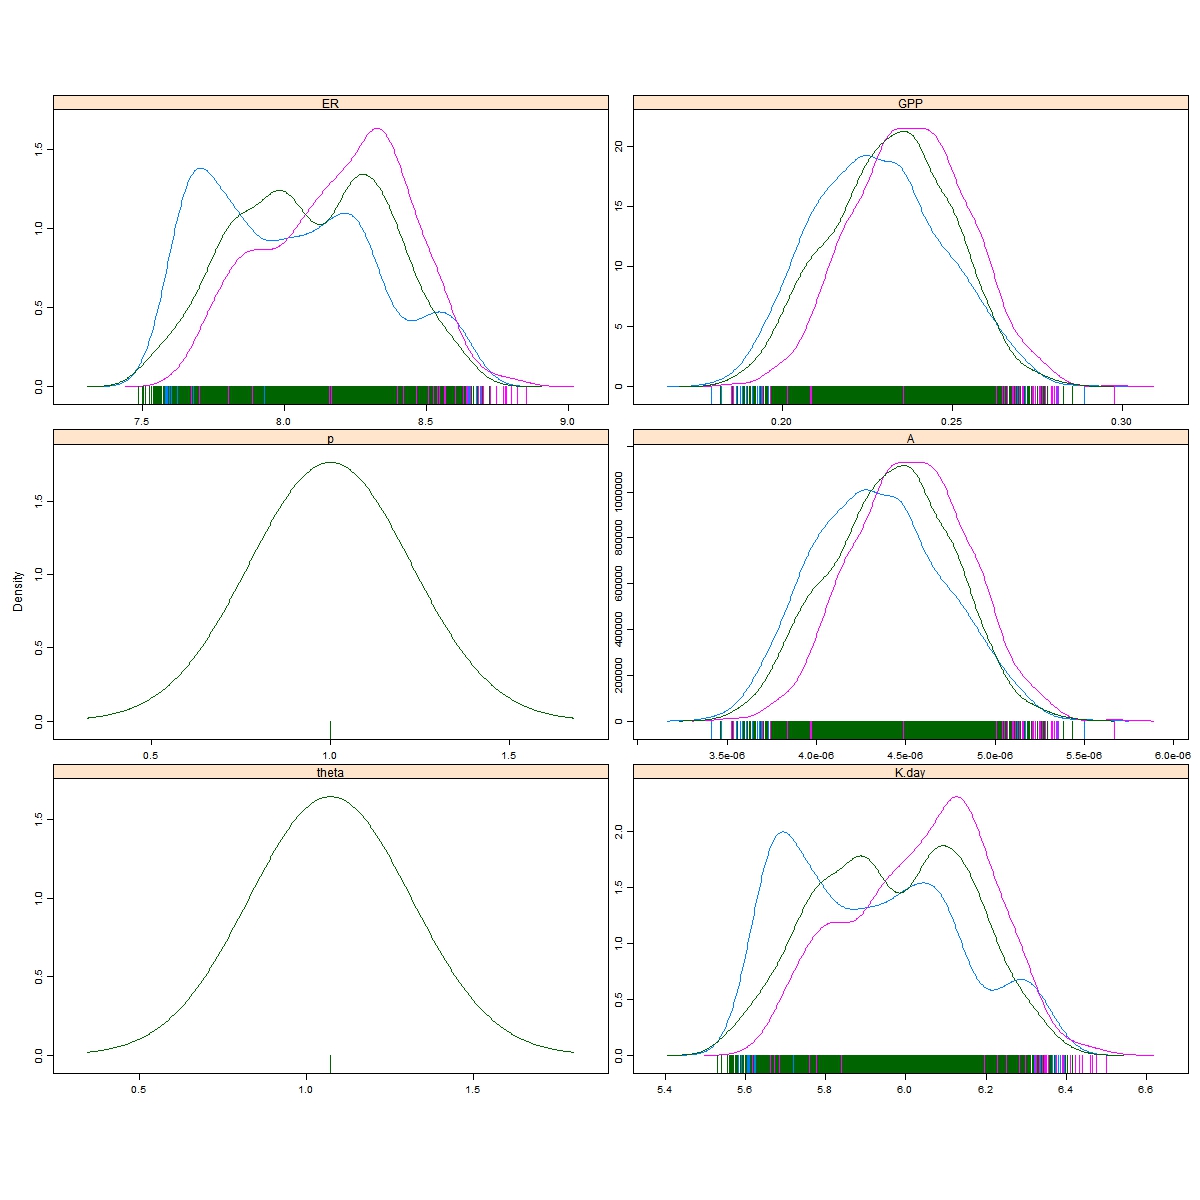 ER
GPP
0.0 0.5 1.0 1.5
0 5 10 15 20
7.5 8.0 8.5 9.0
0.20 0.25 0.30
p
A
Density
0.0 0.5 1.0 1.5
0 200000 400000 600000 800000 1000000
0.5 1.0 1.5
3.5e-06 4.0e-06 4.5e-06 5.0e-06 5.5e-06 6.0e-06
theta
K.day
0.0 0.5 1.0 1.5
0.0 0.5 1.0 1.5 2.0
0.5 1.0 1.5
5.4 5.6 5.8 6.0 6.2 6.4 6.6